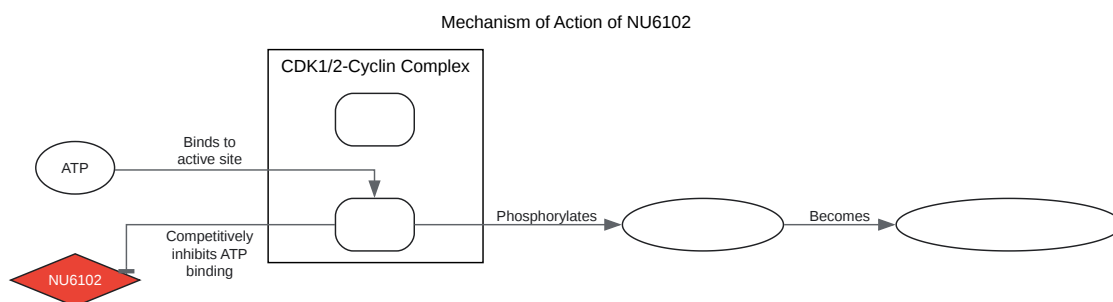 Mechanism of Action of NU6102
CDK1/2-Cyclin Complex
Binds to
active site
ATP
Phosphorylates
Becomes
Competitively
inhibits ATP
binding
NU6102